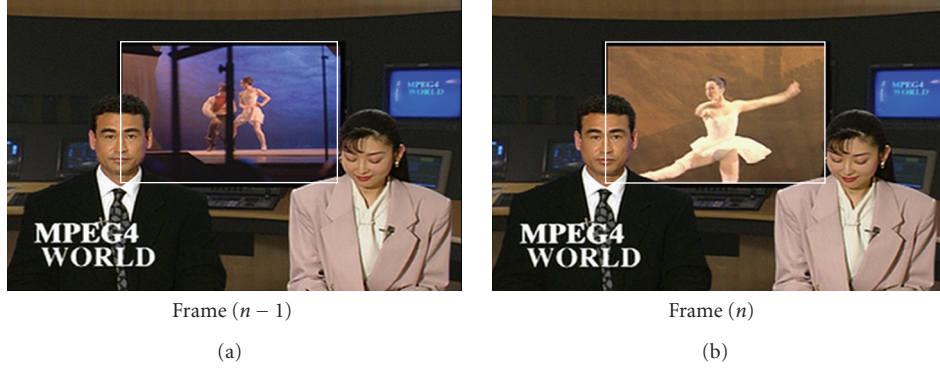 MPEG4
WORLD
MPEG4
WORLD
MPEG4
WORLD
MPEG4
WORLD
Frame (n − 1)
Frame (n)
(a)
(b)